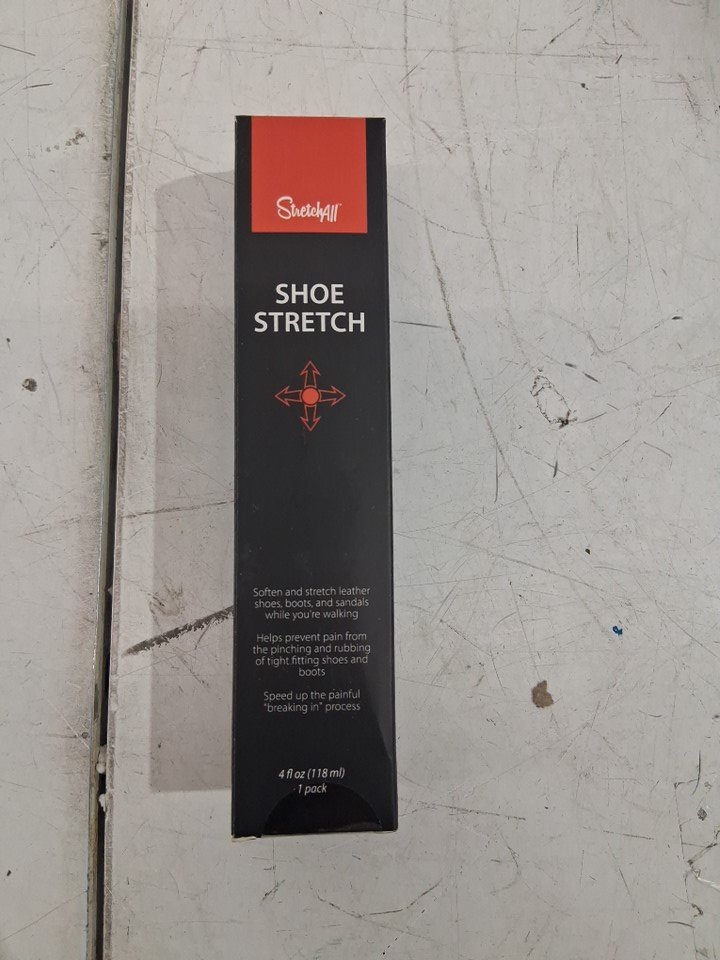 StretchAll™
SHOE
STRETCH
Soften and stretch leather
shoes, boots, and sandals
while you're walking
Helps prevent pain from
the pinching and rubbing
of tight fitting shoes and
boots
Speed up the painful
"breaking in" process
4 fl oz (118 ml)
1 pack